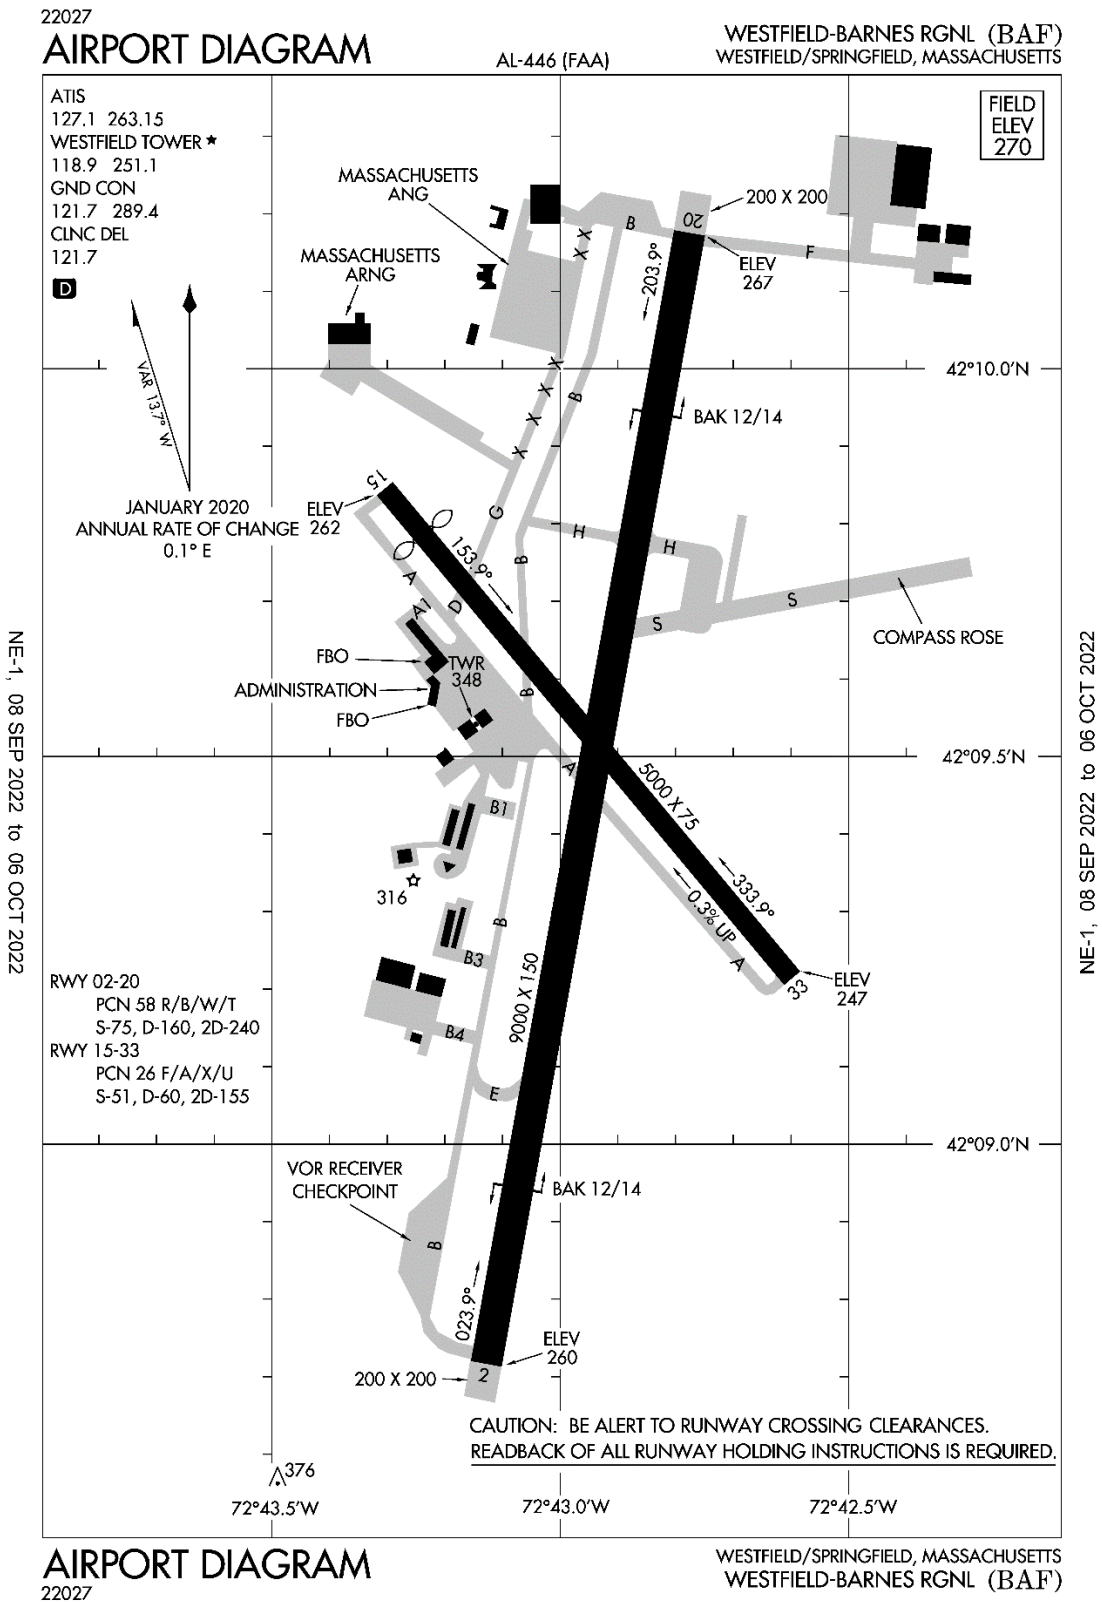 22027
AIRPORT DIAGRAM
AL-446 (FAA)
WESTFIELD-BARNES RGNL (BAF)
WESTFIELD/SPRINGFIELD, MASSACHUSETTS
ATIS
127.1 263.15
WESTFIELD TOWER ★
118.9 251.1
GND CON
121.7 289.4
CLNC DEL
121.7
D
FIELD
ELEV
270
VAR 13.7° W
JANUARY 2020
ANNUAL RATE OF CHANGE
0.1° E
MASSACHUSETTS
ANG
MASSACHUSETTS
ARNG
200 X 200
20
B
F
X
X
203.9°
ELEV
267
42°10.0'N
X
X
X
X
B
BAK 12/14
15
ELEV
262
G
153.9°
H
H
B
A
A1
D
S
S
COMPASS ROSE
FBO
TWR
348
ADMINISTRATION
FBO
B
42°09.5'N
A
5000 X 75
B1
316
333.9°
0.3% UP
A
B
B3
33
ELEV
247
9000 X 150
B4
E
RWY 02-20
PCN 58 R/B/W/T
S-75, D-160, 2D-240
RWY 15-33
PCN 26 F/A/X/U
S-51, D-60, 2D-155
42°09.0'N
VOR RECEIVER
CHECKPOINT
BAK 12/14
B
023.9°
ELEV
260
200 X 200
2
CAUTION: BE ALERT TO RUNWAY CROSSING CLEARANCES.
READBACK OF ALL RUNWAY HOLDING INSTRUCTIONS IS REQUIRED.
376
72°43.5'W
72°43.0'W
72°42.5'W
NE-1, 08 SEP 2022 to 06 OCT 2022
NE-1, 08 SEP 2022 to 06 OCT 2022
AIRPORT DIAGRAM
22027
WESTFIELD/SPRINGFIELD, MASSACHUSETTS
WESTFIELD-BARNES RGNL (BAF)